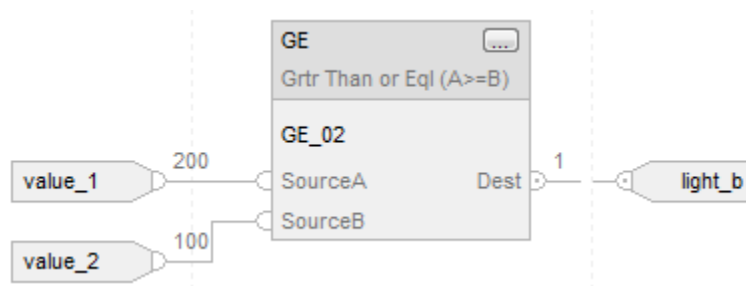 GE ...
Grtr Than or Eql (A>=B)
GE_02
value_1 200 SourceA Dest 1 light_b
SourceB
value_2 100